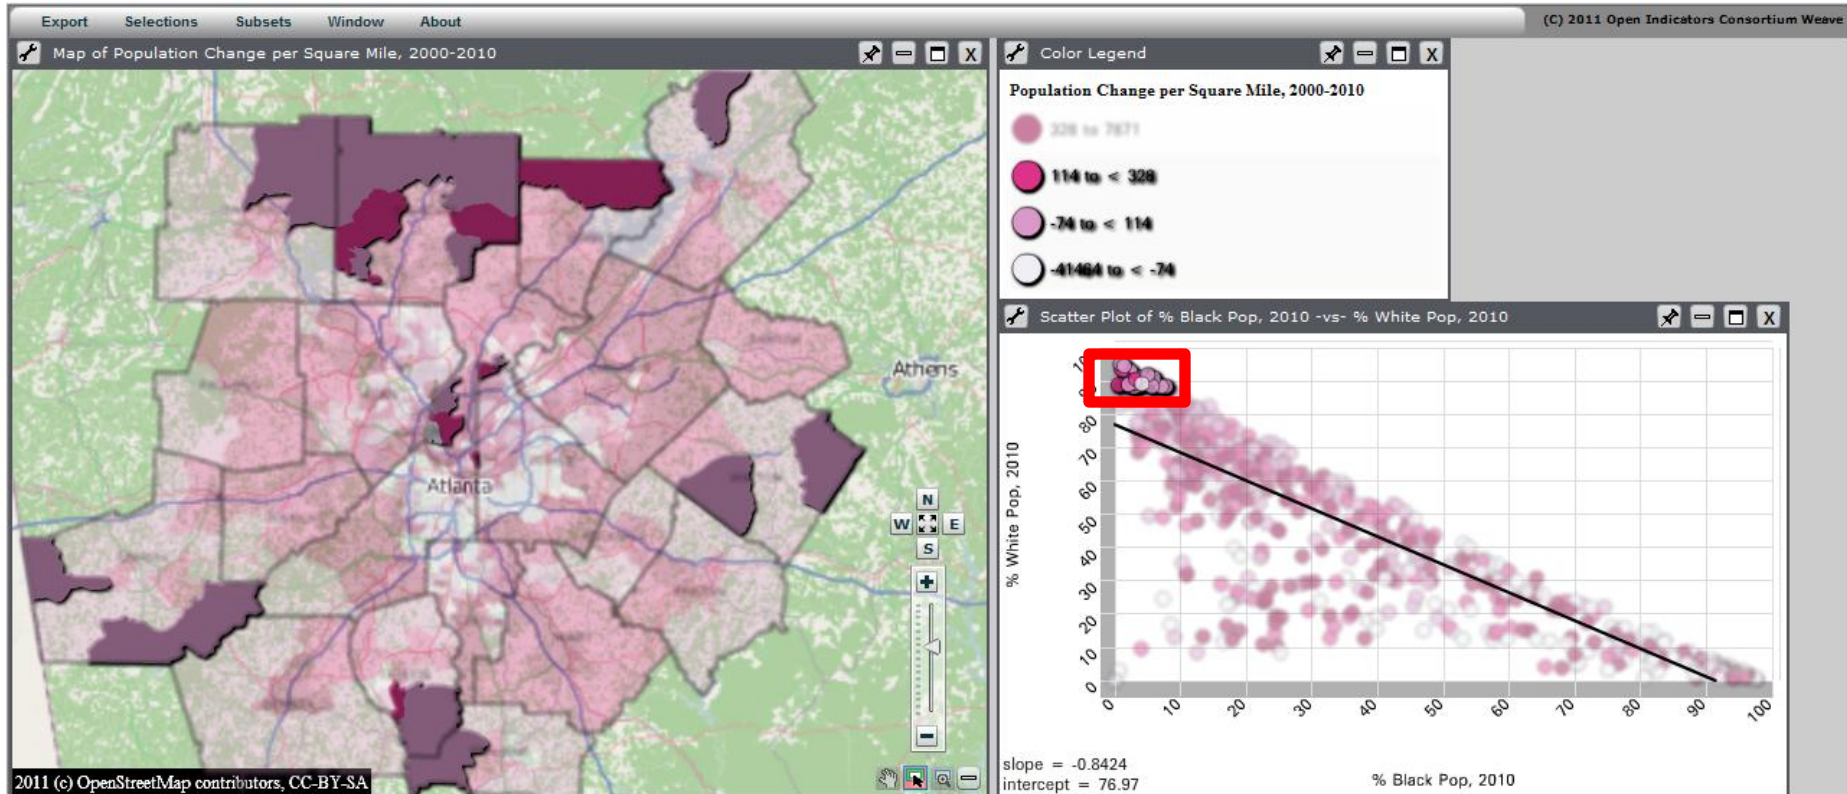 Export Selections Subsets Window About
(C) 2011 Open Indicators Consortium Weave
Map of Population Change per Square Mile, 2000-2010
X
Color Legend
X
Population Change per Square Mile, 2000-2010
328 to 7871
114 to < 328
-74 to < 114
-41464 to < -74
Scatter Plot of % Black Pop, 2010 -vs- % White Pop, 2010
X
Athens
Atlanta
N
W E
S
% White Pop, 2010
80
70
60
50
40
30
20
10
0
0 10 20 30 40 50 60 70 80 90 100
slope = -0.8424
intercept = 76.97
% Black Pop, 2010
2011 (c) OpenStreetMap contributors, CC-BY-SA